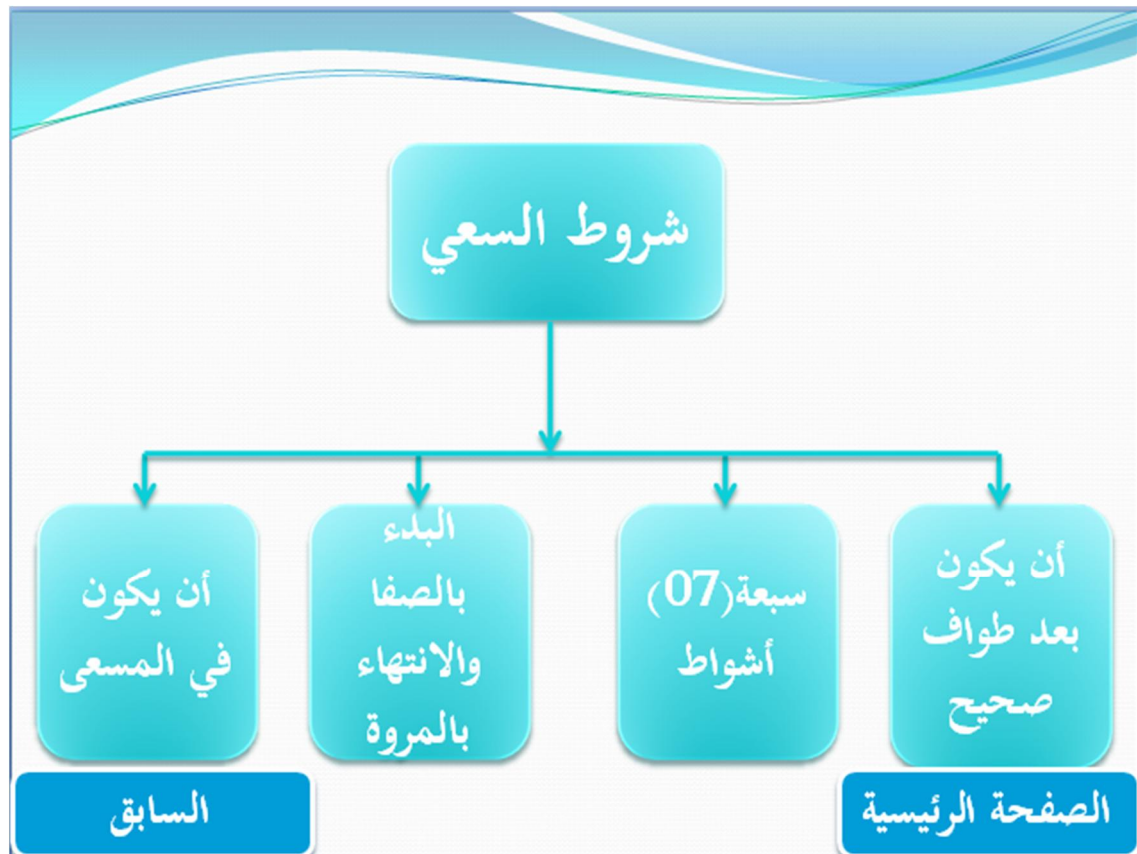 شروط السعي
أن يكون
بعد طواف
صحيح
سبعة(07)
أشواط
البدء
بالصفا
والانتهاء
بالمروة
أن يكون
في المسعى
الصفحة الرئيسية
السابق